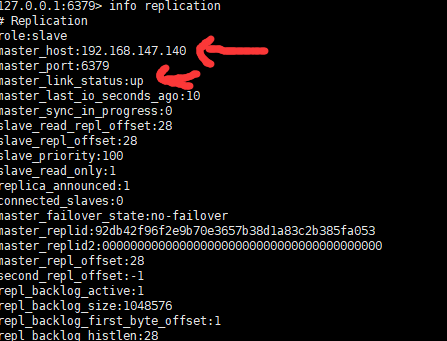 127.0.0.1:6379> info replication
# Replication
role:slave
master_host:192.168.147.140
master_port:6379
master_link_status:up
master_last_io_seconds_ago:10
master_sync_in_progress:0
slave_read_repl_offset:28
slave_repl_offset:28
slave_priority:100
slave_read_only:1
replica_announced:1
connected_slaves:0
master_failover_state:no-failover
master_replid:92db42f96f2e9b70e3657b38d1a83c2b385fa053
master_replid2:0000000000000000000000000000000000000000
master_repl_offset:28
second_repl_offset:-1
repl_backlog_active:1
repl_backlog_size:1048576
repl_backlog_first_byte_offset:1
repl_backlog_histlen:28